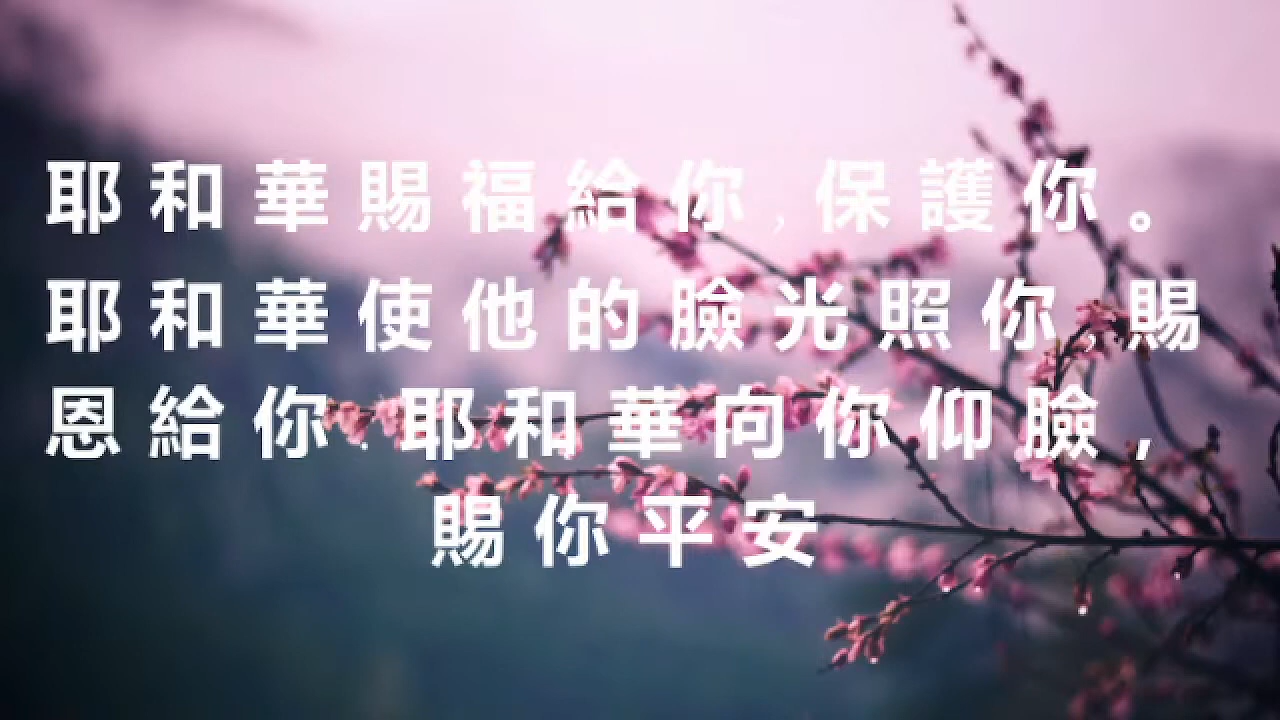 耶和華賜福給你,保護你。
耶和華使他的臉光照你,賜
恩給你.耶和華向你仰臉,
賜你平安